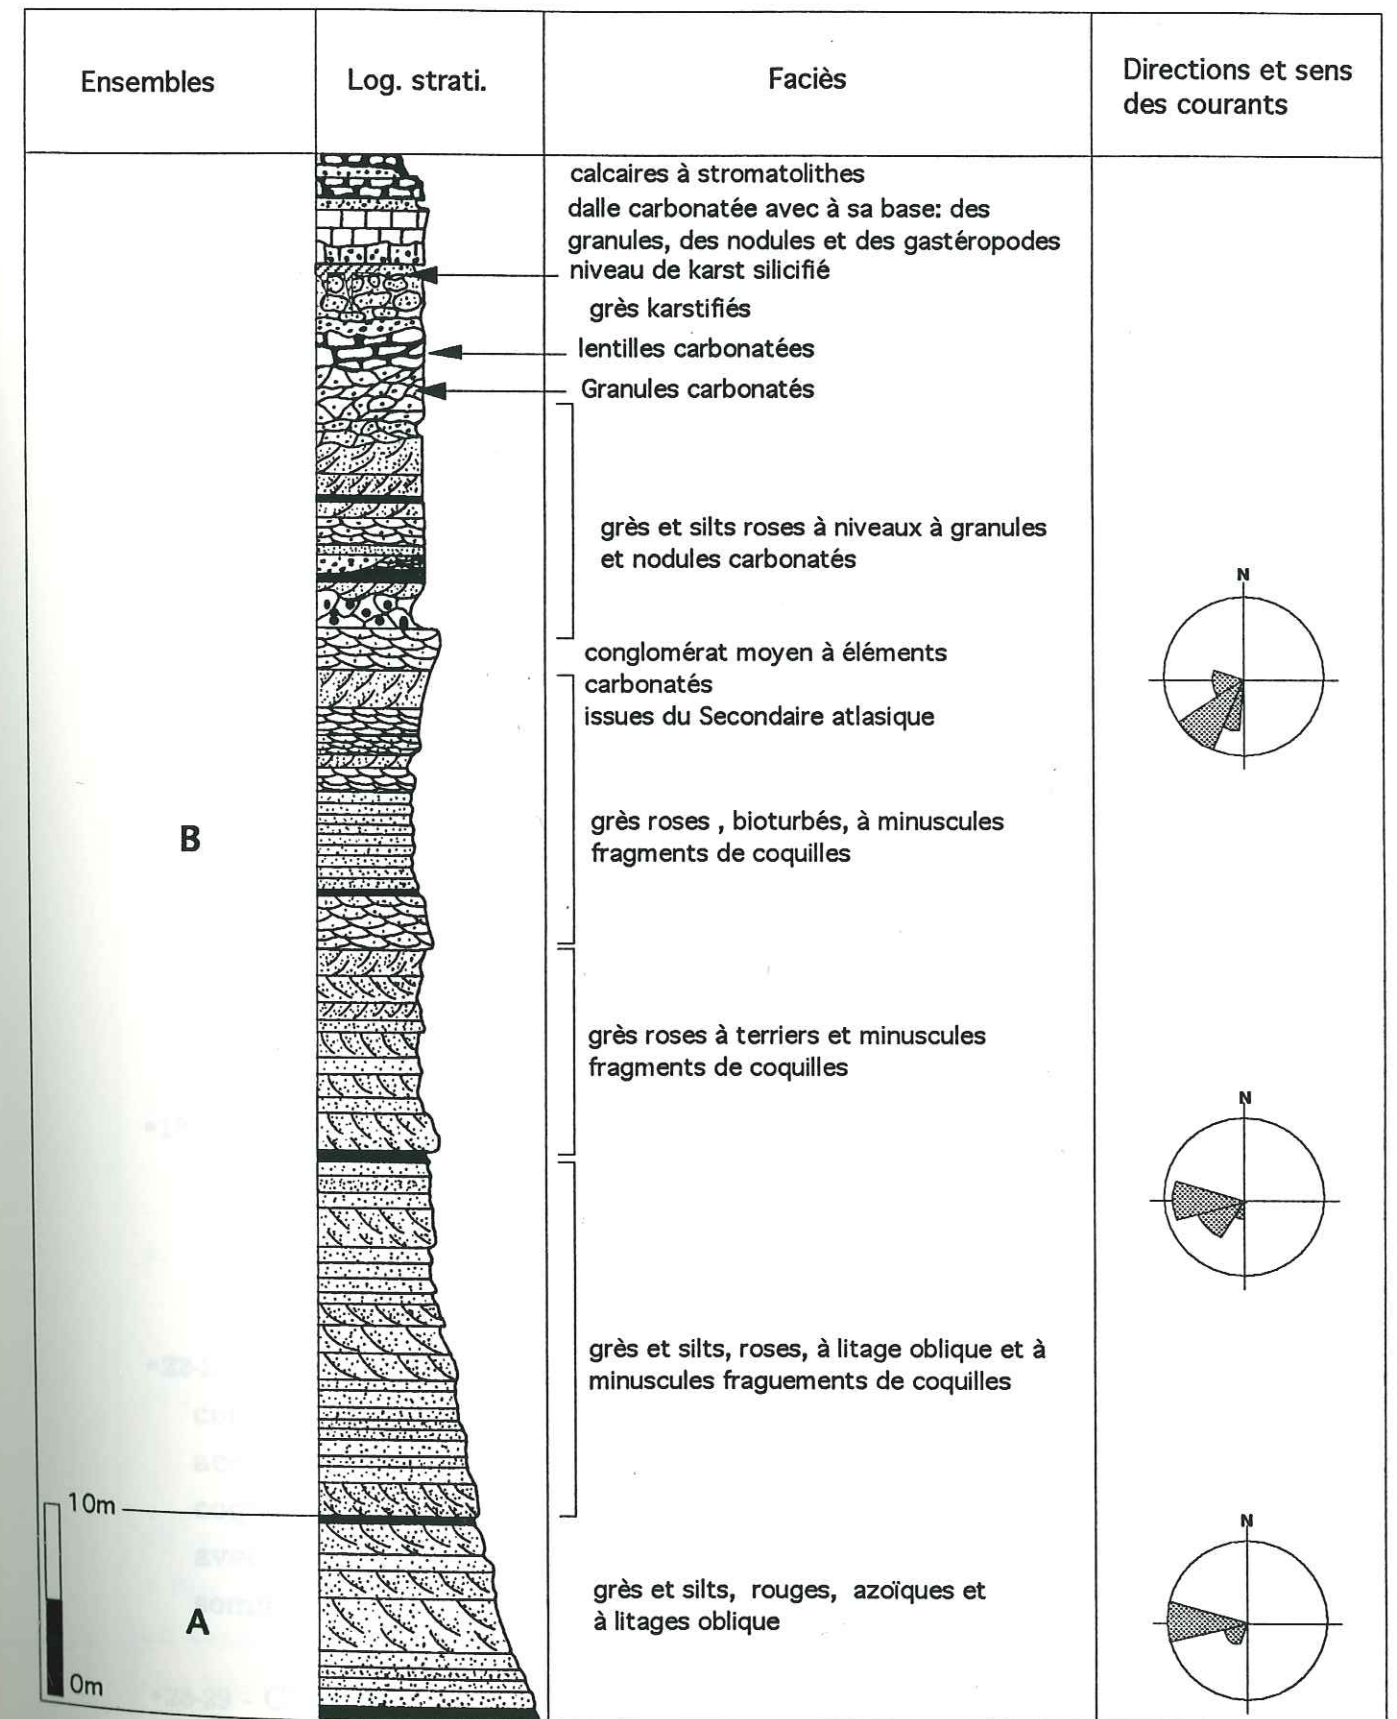 Ensembles
Log. strati.
Faciès
Directions et sens
des courants
calcaires à stromatolithes
dalle carbonatée avec à sa base: des
granules, des nodules et des gastéropodes
niveau de karst silicifié
grès karstifiés
lentilles carbonatées
Granules carbonatés
grès et silts roses à niveaux à granules
et nodules carbonatés
N
conglomérat moyen à éléments
carbonatés
issues du Secondaire atlasique
B
grès roses , bioturbés, à minuscules
fragments de coquilles
grès roses à terriers et minuscules
fragments de coquilles
N
grès et silts, roses, à litage oblique et à
minuscules fraguements de coquilles
10m
N
A
grès et silts, rouges, azoïques et
à litages oblique
0m